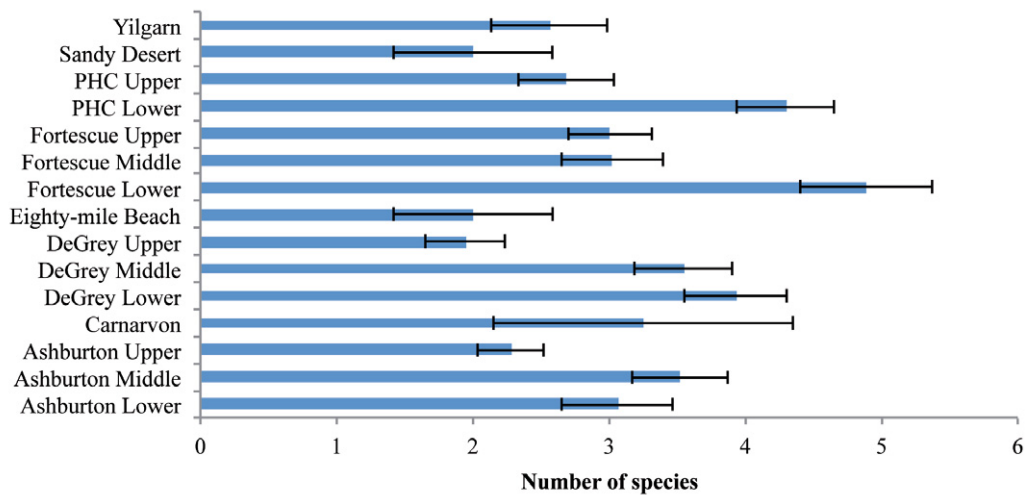 Yilgarn
Sandy Desert
PHC Upper
PHC Lower
Fortescue Upper
Fortescue Middle
Fortescue Lower
Eighty-mile Beach
DeGrey Upper
DeGrey Middle
DeGrey Lower
Carnarvon
Ashburton Upper
Ashburton Middle
Ashburton Lower
0 1 2 3 4 5 6
Number of species